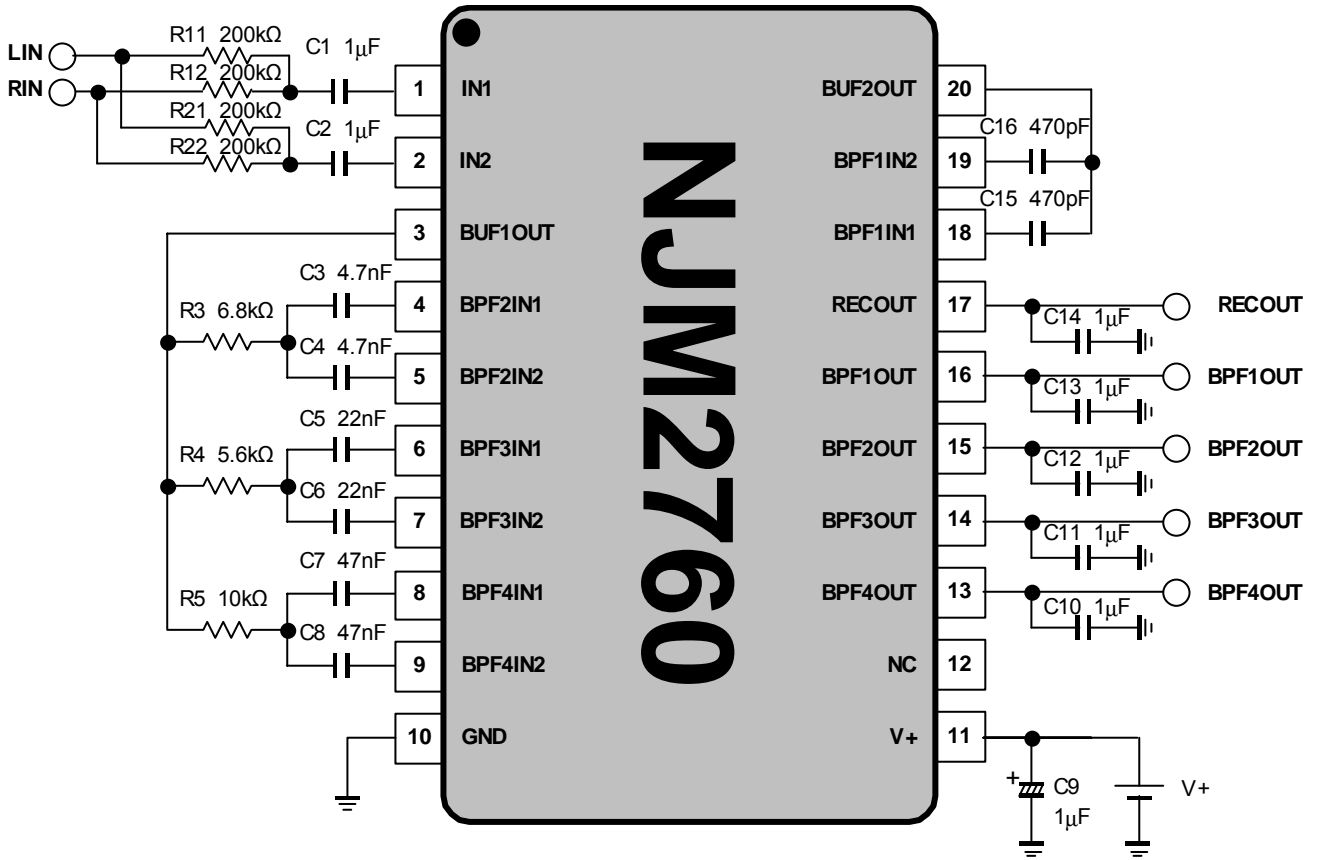 LIN
RIN
R11 200kΩ
R12 200kΩ
R21 200kΩ
R22 200kΩ
C1 1μF
C2 1μF
1 IN1
2 IN2
3 BUF1OUT
C3 4.7nF
4 BPF2IN1
R3 6.8kΩ
C4 4.7nF
5 BPF2IN2
C5 22nF
6 BPF3IN1
R4 5.6kΩ
C6 22nF
7 BPF3IN2
C7 47nF
8 BPF4IN1
R5 10kΩ
C8 47nF
9 BPF4IN2
10 GND
NJM2760
BUF2OUT 20
C16 470pF
BPF1IN2 19
C15 470pF
BPF1IN1 18
RECOUT 17
RECOUT
C14 1μF
BPF1OUT 16
BPF1OUT
C13 1μF
BPF2OUT 15
BPF2OUT
C12 1μF
BPF3OUT 14
BPF3OUT
C11 1μF
BPF4OUT 13
BPF4OUT
C10 1μF
NC 12
V+ 11
+
C9
1μF
V+